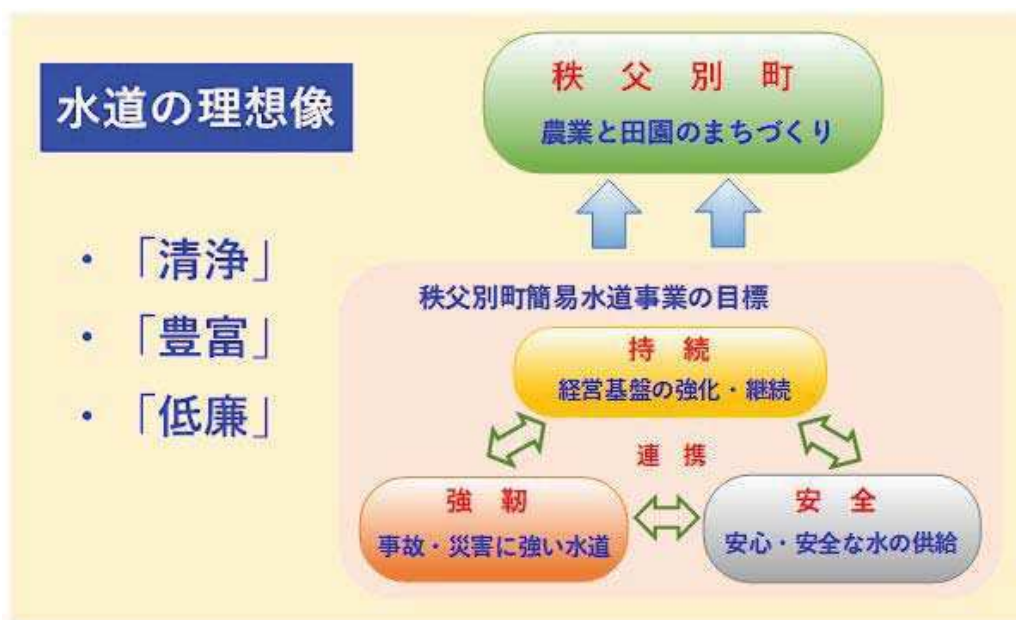 水道の理想像
・「清浄」
・「豊富」
・「低廉」
秩父別町
農業と田園のまちづくり
秩父別町簡易水道事業の目標
持続
経営基盤の強化・継続
連携
強靭
事故・災害に強い水道
安全
安心・安全な水の供給